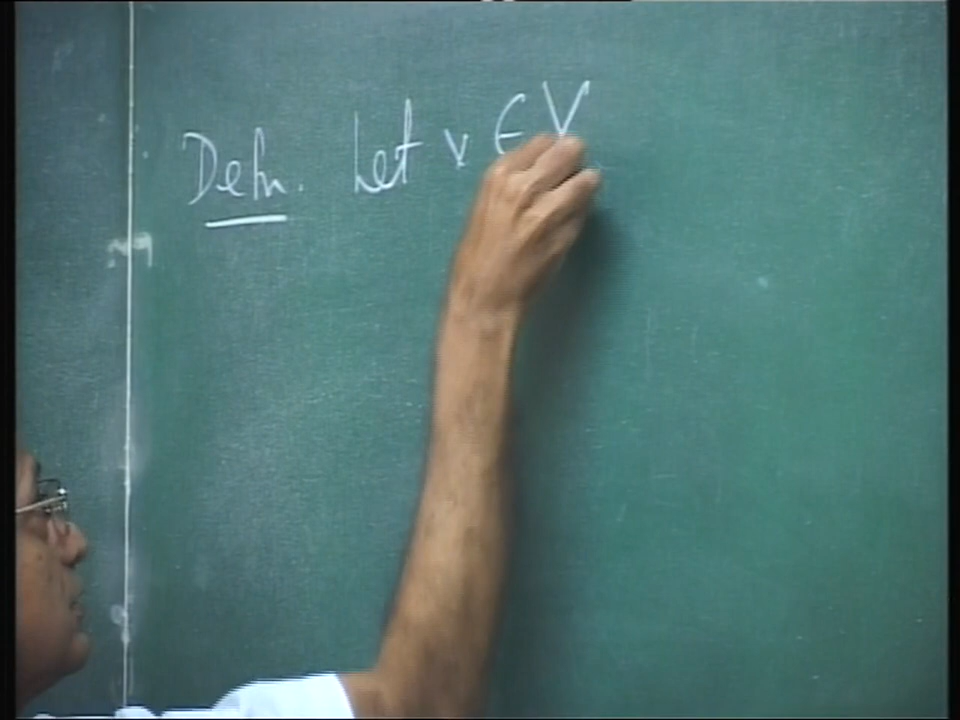 Defn. Let v ∈ V